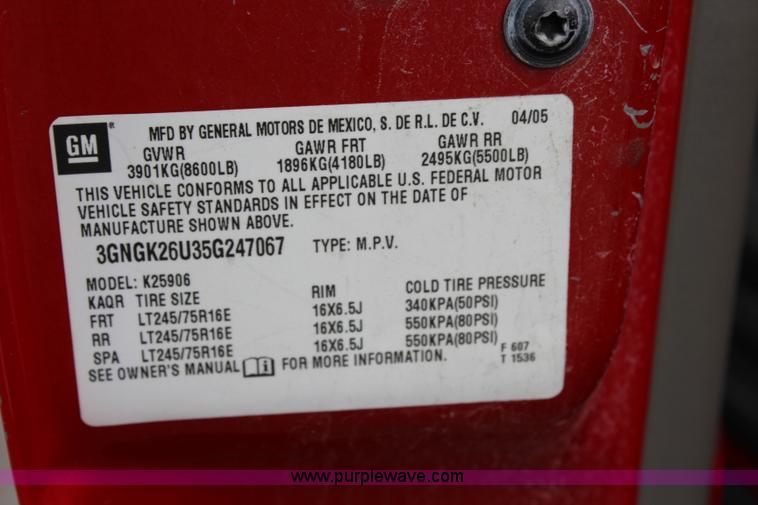 GM ® MFD BY GENERAL MOTORS DE MEXICO, S. DE R.L. DE C.V. 04/05
GVWR GAWR FRT GAWR RR
3901KG(8600LB) 1896KG(4180LB) 2495KG(5500LB)
THIS VEHICLE CONFORMS TO ALL APPLICABLE U.S. FEDERAL MOTOR
VEHICLE SAFETY STANDARDS IN EFFECT ON THE DATE OF
MANUFACTURE SHOWN ABOVE.
3GNGK26U35G247067 TYPE: M.P.V.
MODEL: K25906
KAQR TIRE SIZE RIM COLD TIRE PRESSURE
FRT LT245/75R16E 16X6.5J 340KPA(50PSI)
RR LT245/75R16E 16X6.5J 550KPA(80PSI)
SPA LT245/75R16E 16X6.5J 550KPA(80PSI)
SEE OWNER'S MANUAL FOR MORE INFORMATION.
F 607
T 1536
www.purplewave.com